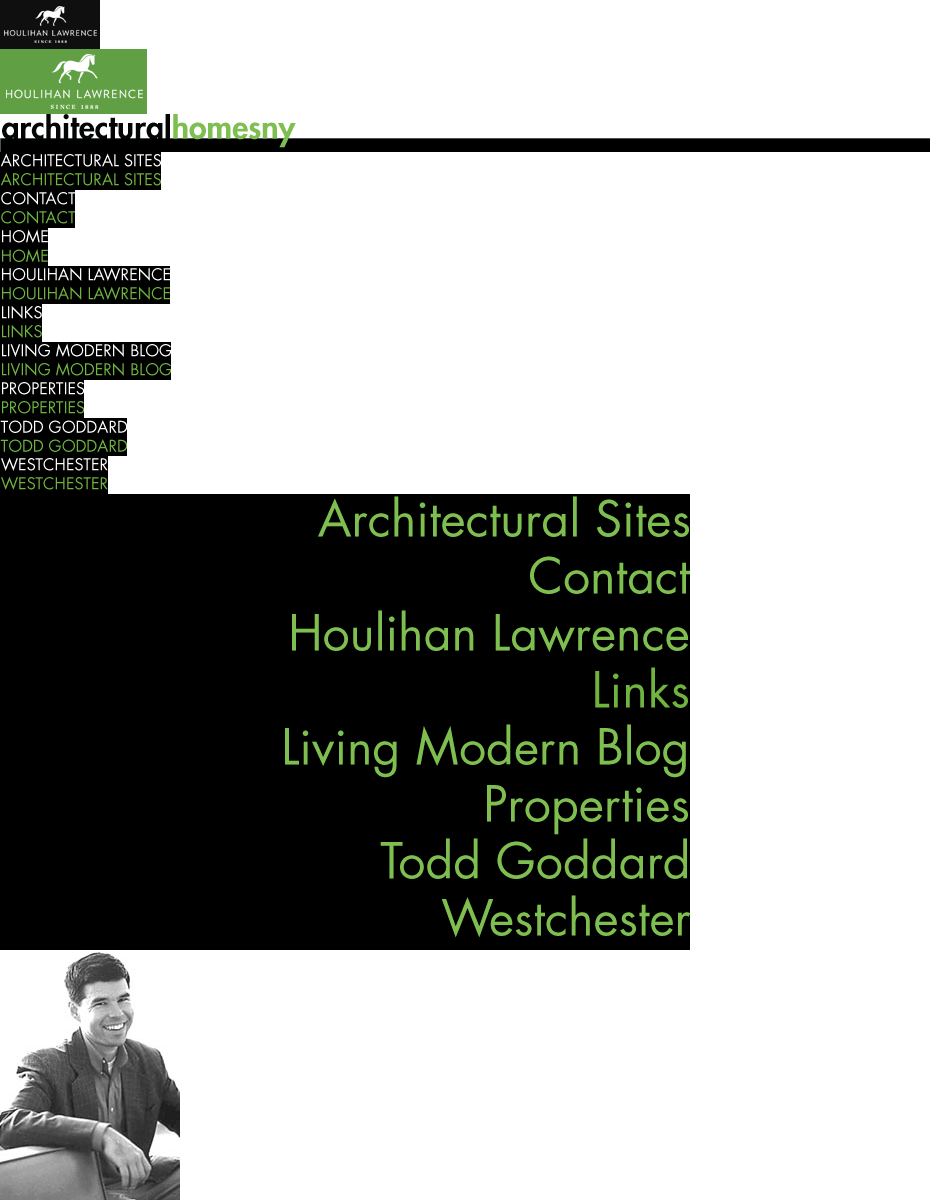 HOULIHAN LAWRENCE
SINCE 1888
HOULIHAN LAWRENCE
SINCE 1888
architecturalhomesny
ARCHITECTURAL SITES
ARCHITECTURAL SITES
CONTACT
CONTACT
HOME
HOME
HOULIHAN LAWRENCE
HOULIHAN LAWRENCE
LINKS
LINKS
LIVING MODERN BLOG
LIVING MODERN BLOG
PROPERTIES
PROPERTIES
TODD GODDARD
TODD GODDARD
WESTCHESTER
WESTCHESTER
Architectural Sites
Contact
Houlihan Lawrence
Links
Living Modern Blog
Properties
Todd Goddard
Westchester